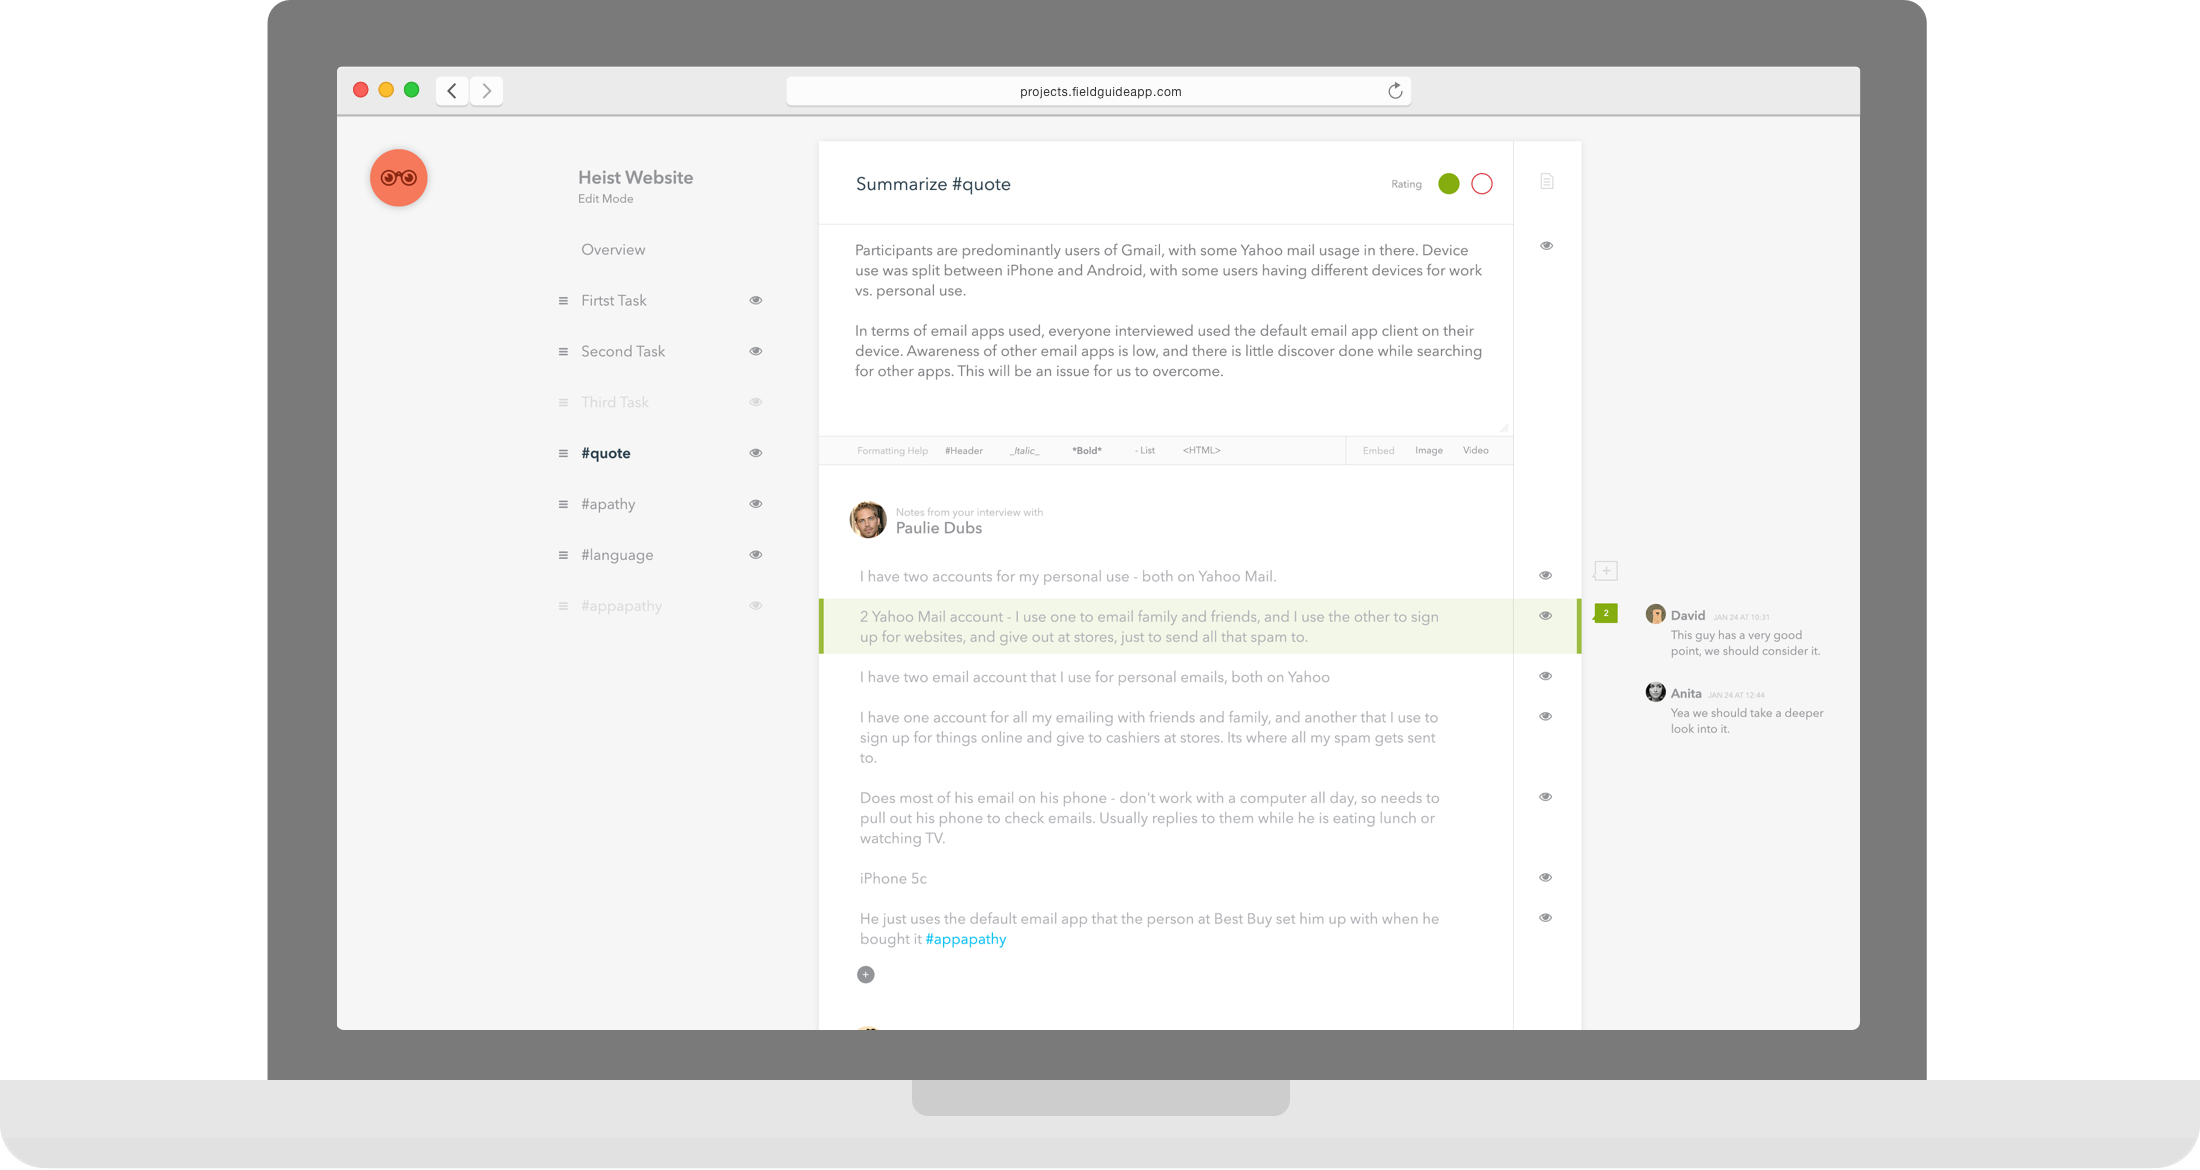 projects.fieldguideapp.com
Heist Website
Edit Mode
Overview
Firtst Task
Second Task
Third Task
#quote
#apathy
#language
#appapathy
Summarize #quote
Rating
Participants are predominantly users of Gmail, with some Yahoo mail usage in there. Device
use was split between iPhone and Android, with some users having different devices for work
vs. personal use.
In terms of email apps used, everyone interviewed used the default email app client on their
device. Awareness of other email apps is low, and there is little discover done while searching
for other apps. This will be an issue for us to overcome.
Formatting Help #Header _Italic_ *Bold* - List <HTML> Embed Image Video
Notes from your interview with
Paulie Dubs
I have two accounts for my personal use - both on Yahoo Mail.
2 Yahoo Mail account - I use one to email family and friends, and I use the other to sign
up for websites, and give out at stores, just to send all that spam to.
I have two email account that I use for personal emails, both on Yahoo
I have one account for all my emailing with friends and family, and another that I use to
sign up for things online and give to cashiers at stores. Its where all my spam gets sent
to.
Does most of his email on his phone - don't work with a computer all day, so needs to
pull out his phone to check emails. Usually replies to them while he is eating lunch or
watching TV.
iPhone 5c
He just uses the default email app that the person at Best Buy set him up with when he
bought it #appapathy
2
David JAN 24 AT 10:31
This guy has a very good
point, we should consider it.
Anita JAN 24 AT 12:44
Yea we should take a deeper
look into it.